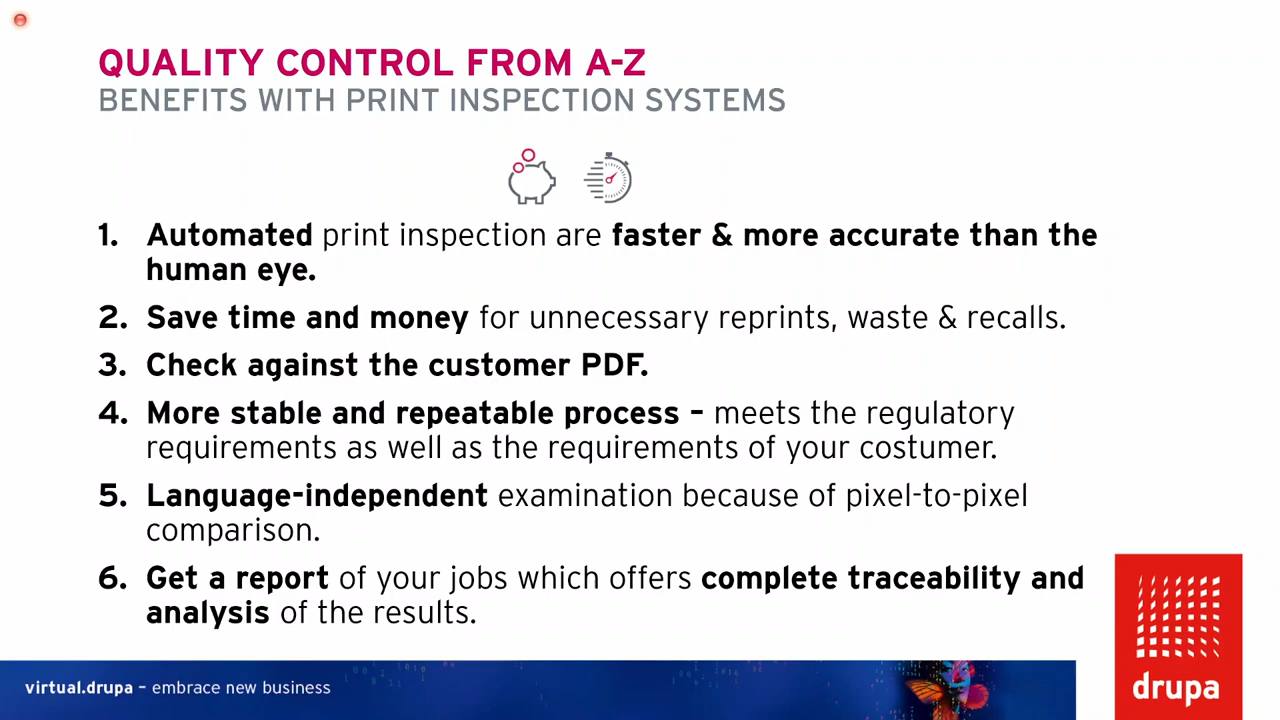 QUALITY CONTROL FROM A-Z
BENEFITS WITH PRINT INSPECTION SYSTEMS
1. Automated print inspection are faster & more accurate than the
human eye.
2. Save time and money for unnecessary reprints, waste & recalls.
3. Check against the customer PDF.
4. More stable and repeatable process – meets the regulatory
requirements as well as the requirements of your costumer.
5. Language-independent examination because of pixel-to-pixel
comparison.
6. Get a report of your jobs which offers complete traceability and
analysis of the results.
virtual.drupa – embrace new business
drupa